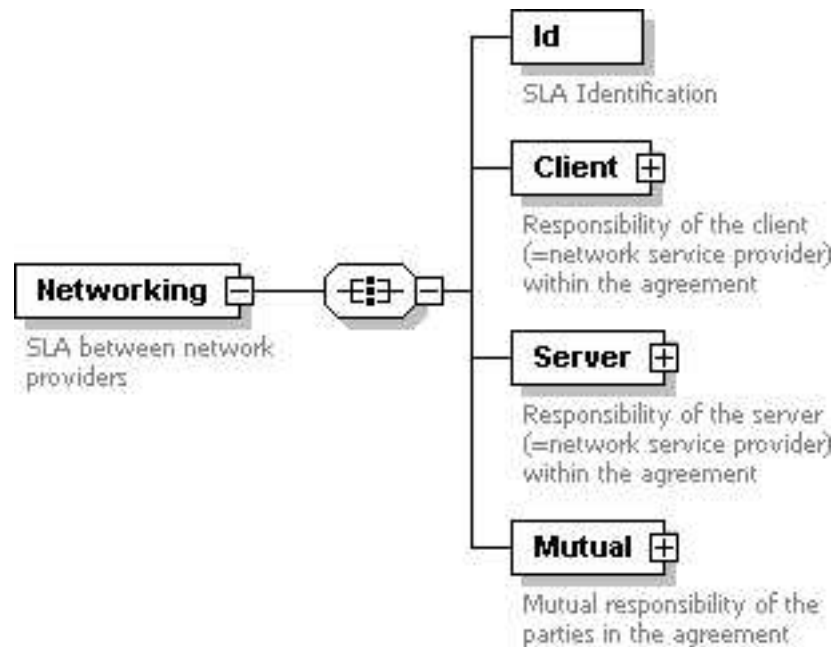 Id
SLA Identification
Client
Responsibility of the client
(=network service provider)
within the agreement
Networking
SLA between network
providers
Server
Responsibility of the server
(=network service provider)
within the agreement
Mutual
Mutual responsibility of the
parties in the agreement